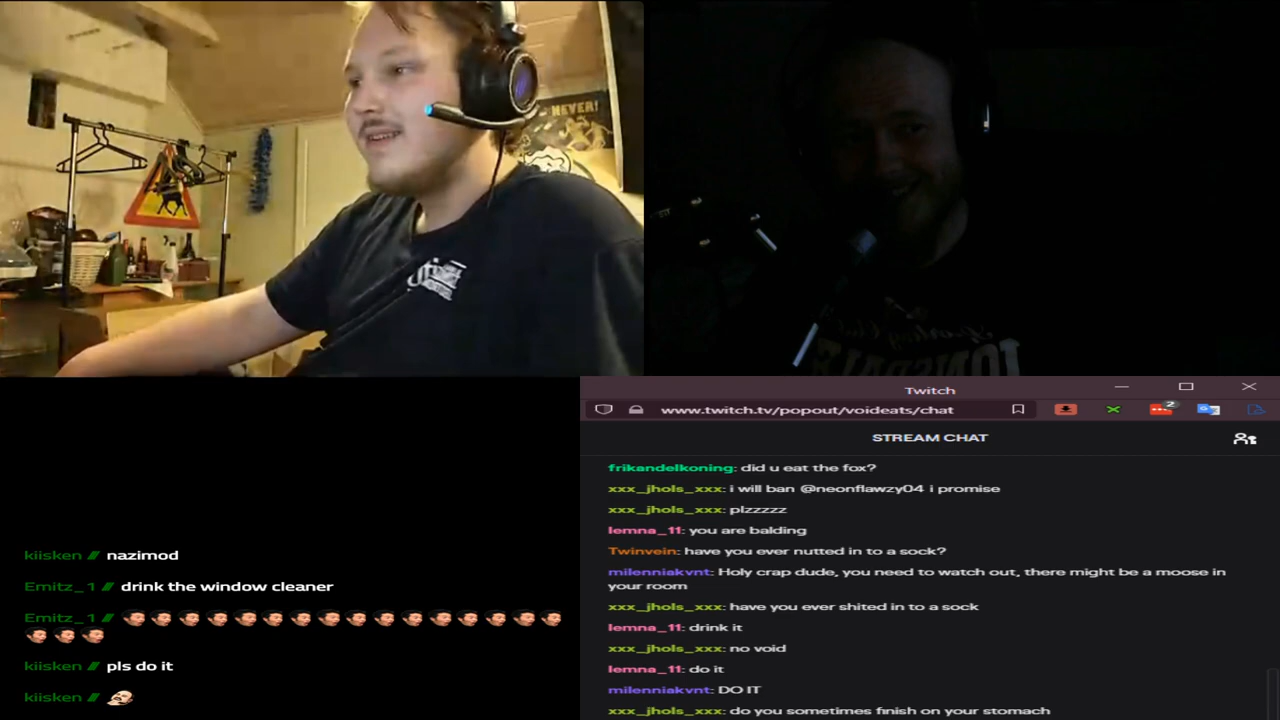 NEVER!
Twitch
www.twitch.tv/popout/voideats/chat
2
STREAM CHAT
frikandelkoning: did u eat the fox?
xxx_jhols_xxx: i will ban @neonflawzy04 i promise
xxx_jhols_xxx: plzzzzz
lemna_11: you are balding
Twinvein: have you ever nutted in to a sock?
milenniakvnt: Holy crap dude, you need to watch out, there might be a moose in
your room
xxx_jhols_xxx: have you ever shited in to a sock
lemna_11: drink it
xxx_jhols_xxx: no void
lemna_11: do it
milenniakvnt: DO IT
xxx_jhols_xxx: do you sometimes finish on your stomach
kiisken // nazimod
Emitz_1 // drink the window cleaner
Emitz_1 //
kiisken // pls do it
kiisken //